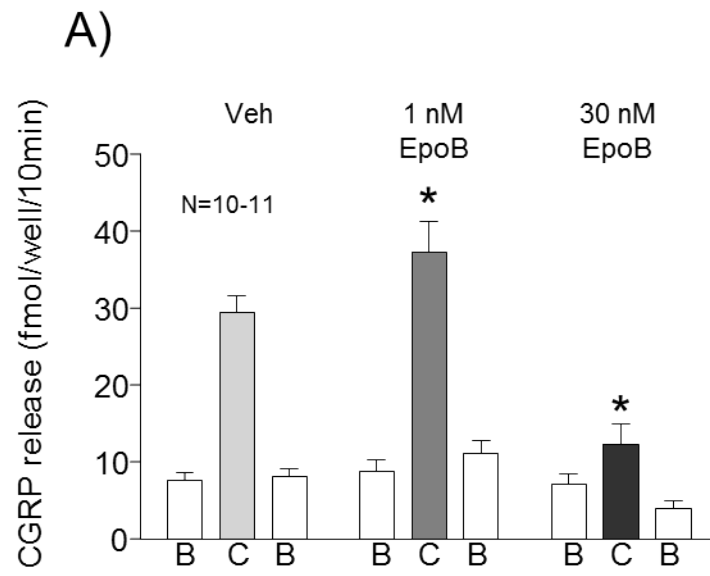 A)
Veh
1 nM
EpoB
30 nM
EpoB
CGRP release (fmol/well/10min)
50
40
30
20
10
0
N=10-11
*
*
B C B B C B B C B